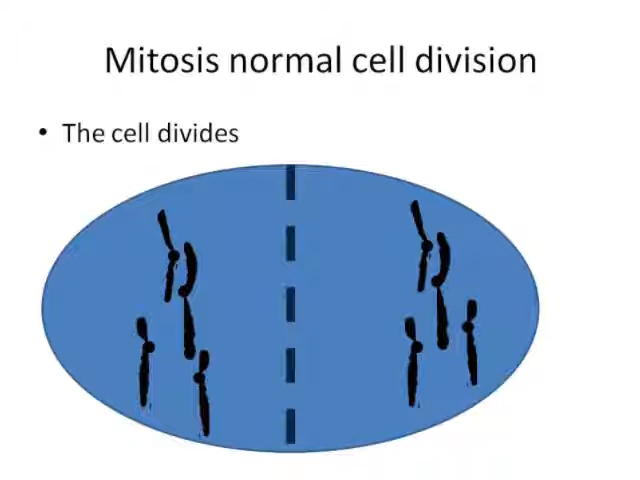 Mitosis normal cell division
• The cell divides